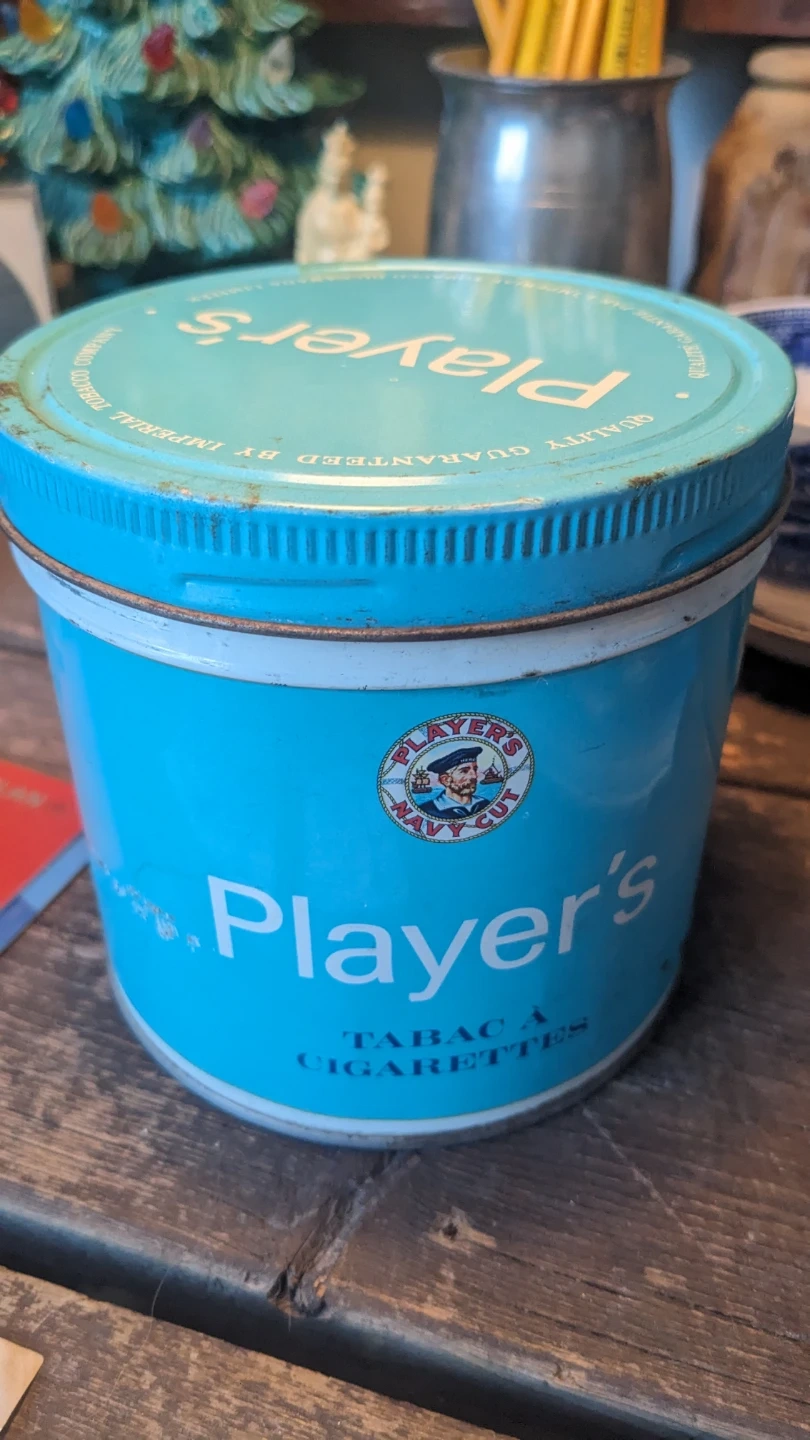 Player's
QUALITY GUARANTEED BY IMPERIAL TOBACCO
PLAYER'S
NAVY CUT
Player's
TABAC À
CIGARETTES